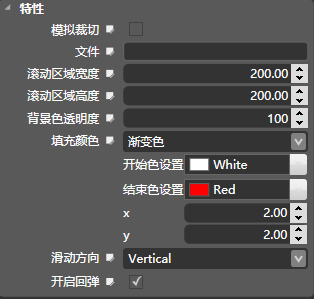 特性
模拟裁切
文件
滚动区域宽度 200.00
滚动区域高度 200.00
背景色透明度 100
填充颜色 渐变色
开始色设置 White
结束色设置 Red
x 2.00
y 2.00
滑动方向 Vertical
开启回弹